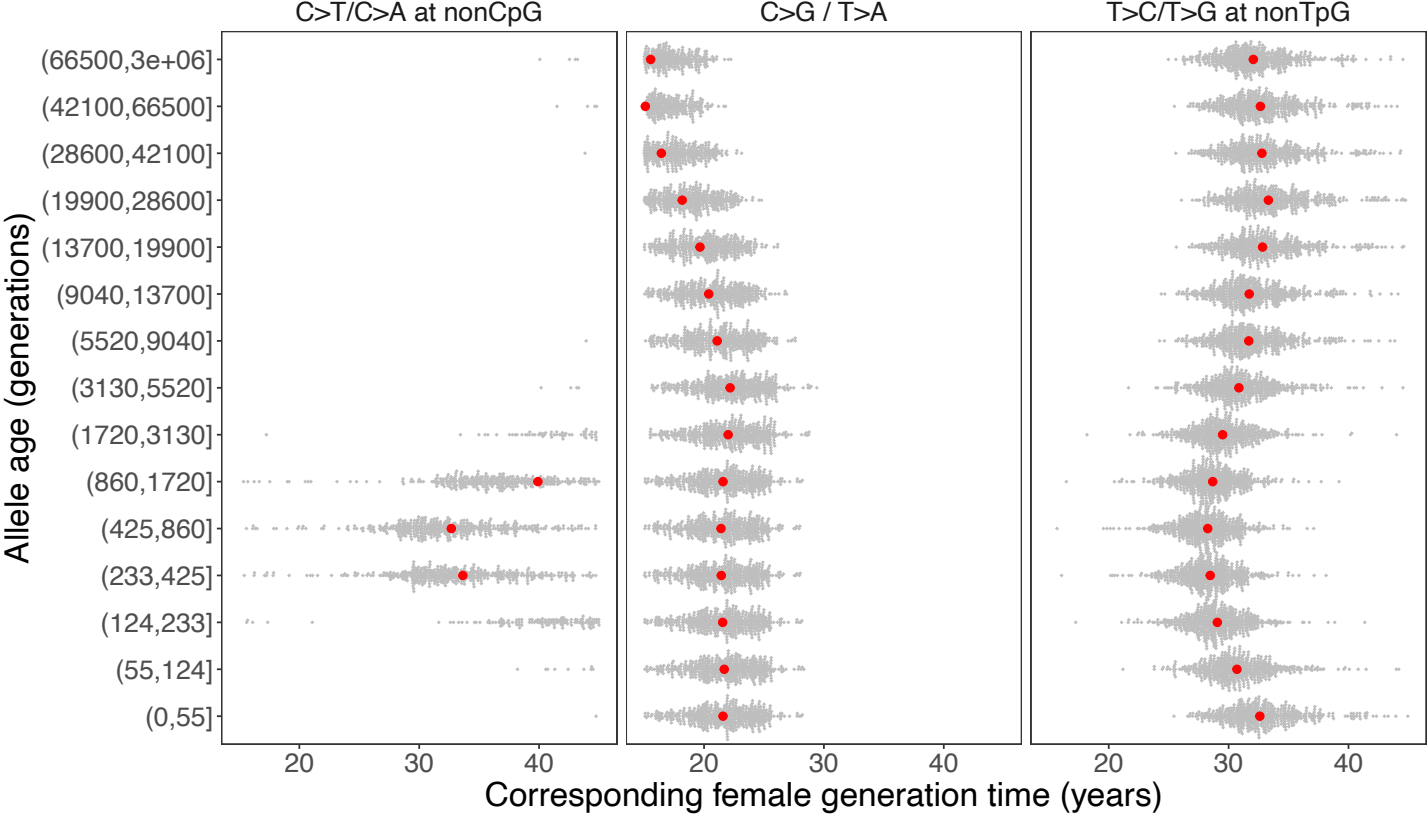 C>T/C>A at nonCpG
C>G / T>A
T>C/T>G at nonTpG
Allele age (generations)
(66500,3e+06]
(42100,66500]
(28600,42100]
(19900,28600]
(13700,19900]
(9040,13700]
(5520,9040]
(3130,5520]
(1720,3130]
(860,1720]
(425,860]
(233,425]
(124,233]
(55,124]
(0,55]
20 30 40
20 30 40
20 30 40
Corresponding female generation time (years)